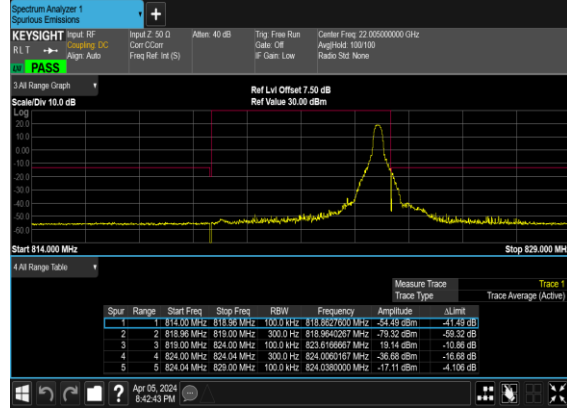 Spectrum Analyzer 1
Spurious Emissions
+
KEYSIGHT Input: RF Input Z: 50 Ω Atten: 40 dB Trig: Free Run Center Freq: 22.005000000 GHz
RLT Coupling: DC Corr CCorr Gate: Off Avg|Hold: 100/100
Align: Auto Freq Ref: Int (S) IF Gain: Low Radio Std: None
LW PASS
3 All Range Graph
Ref Lvl Offset 7.50 dB
Scale/Div 10.0 dB Ref Value 30.00 dBm
Log
20.0
10.0
0.00
-10.0
-20.0
-30.0
-40.0
-50.0
-60.0
Start 814.000 MHz Stop 829.000 MHz
4 All Range Table
Measure Trace Trace 1
Trace Type Trace Average (Active)
Spur Range Start Freq Stop Freq RBW Frequency Amplitude ΔLimit
1 1 814.00 MHz 818.96 MHz 100.0 kHz 818.8627600 MHz -54.49 dBm -41.49 dB
2 2 818.96 MHz 819.00 MHz 300.0 Hz 818.9640267 MHz -79.32 dBm -59.32 dB
3 3 819.00 MHz 824.00 MHz 100.0 kHz 823.6166667 MHz 19.14 dBm -10.86 dB
4 4 824.00 MHz 824.04 MHz 300.0 Hz 824.0060167 MHz -36.68 dBm -16.68 dB
5 5 824.04 MHz 829.00 MHz 100.0 kHz 824.0380000 MHz -17.11 dBm -4.106 dB
? Apr 05, 2024
8:42:43 PM